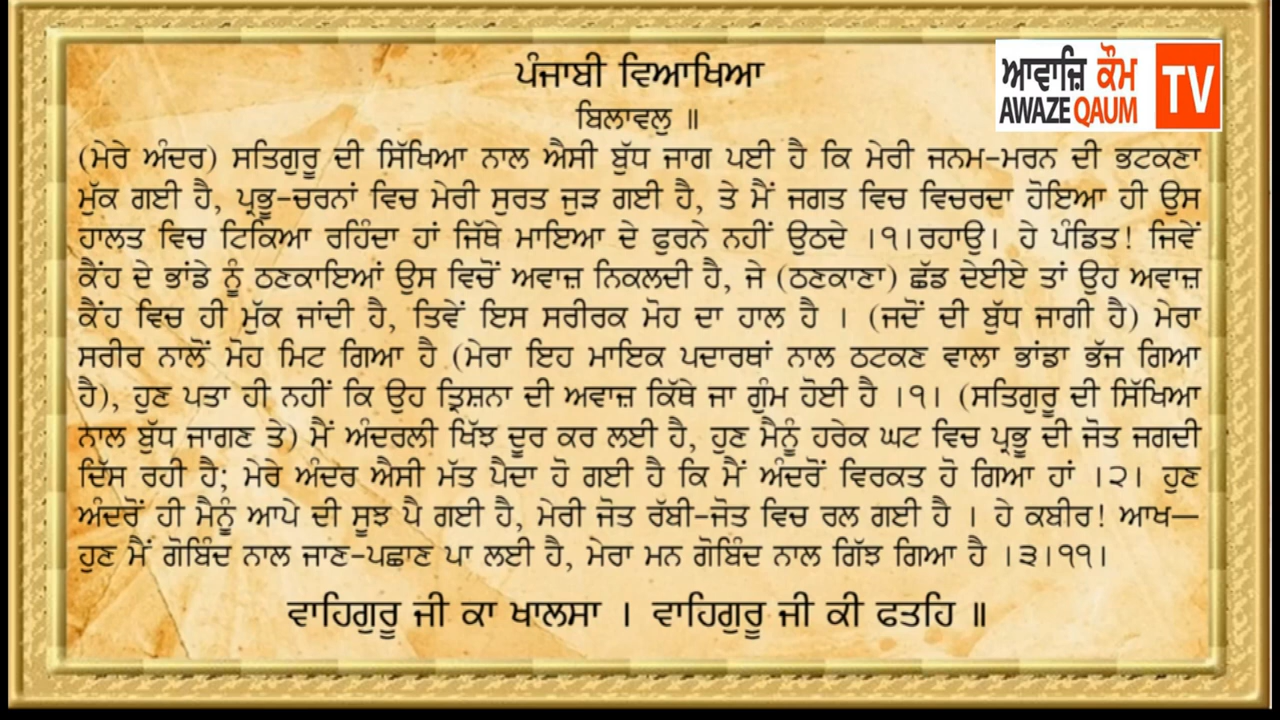 ਆਵਾਜ਼ਿ ਕੌਮ TV
AWAZE QAUM
ਪੰਜਾਬੀ ਵਿਆਖਿਆ
ਬਿਲਾਵਲੁ ॥
(ਮੇਰੇ ਅੰਦਰ) ਸਤਿਗੁਰੂ ਦੀ ਸਿੱਖਿਆ ਨਾਲ ਐਸੀ ਬੁੱਧ ਜਾਗ ਪਈ ਹੈ ਕਿ ਮੇਰੀ ਜਨਮ-ਮਰਨ ਦੀ ਭਟਕਣਾ
ਮੁੱਕ ਗਈ ਹੈ, ਪ੍ਰਭੂ-ਚਰਨਾਂ ਵਿਚ ਮੇਰੀ ਸੁਰਤ ਜੁੜ ਗਈ ਹੈ, ਤੇ ਮੈਂ ਜਗਤ ਵਿਚ ਵਿਚਰਦਾ ਹੋਇਆ ਹੀ ਉਸ
ਹਾਲਤ ਵਿਚ ਟਿਕਿਆ ਰਹਿੰਦਾ ਹਾਂ ਜਿੱਥੇ ਮਾਇਆ ਦੇ ਫੁਰਨੇ ਨਹੀਂ ਉਠਦੇ ।੧।ਰਹਾਉ। ਹੇ ਪੰਡਿਤ! ਜਿਵੇਂ
ਕੈਂਹ ਦੇ ਭਾਂਡੇ ਨੂੰ ਠਣਕਾਇਆਂ ਉਸ ਵਿਚੋਂ ਅਵਾਜ਼ ਨਿਕਲਦੀ ਹੈ, ਜੇ (ਠਣਕਾਣਾ) ਛੱਡ ਦੇਈਏ ਤਾਂ ਉਹ ਅਵਾਜ਼
ਕੈਂਹ ਵਿਚ ਹੀ ਮੁੱਕ ਜਾਂਦੀ ਹੈ, ਤਿਵੇਂ ਇਸ ਸਰੀਰਕ ਮੋਹ ਦਾ ਹਾਲ ਹੈ । (ਜਦੋਂ ਦੀ ਬੁੱਧ ਜਾਗੀ ਹੈ) ਮੇਰਾ
ਸਰੀਰ ਨਾਲੋਂ ਮੋਹ ਮਿਟ ਗਿਆ ਹੈ (ਮੇਰਾ ਇਹ ਮਾਇਕ ਪਦਾਰਥਾਂ ਨਾਲ ਠਟਕਣ ਵਾਲਾ ਭਾਂਡਾ ਭੱਜ ਗਿਆ
ਹੈ), ਹੁਣ ਪਤਾ ਹੀ ਨਹੀਂ ਕਿ ਉਹ ਤ੍ਰਿਸ਼ਨਾ ਦੀ ਅਵਾਜ਼ ਕਿੱਥੇ ਜਾ ਗੁੰਮ ਹੋਈ ਹੈ ।੧। (ਸਤਿਗੁਰੂ ਦੀ ਸਿੱਖਿਆ
ਨਾਲ ਬੁੱਧ ਜਾਗਣ ਤੇ) ਮੈਂ ਅੰਦਰਲੀ ਖਿੱਝ ਦੂਰ ਕਰ ਲਈ ਹੈ, ਹੁਣ ਮੈਨੂੰ ਹਰੇਕ ਘਟ ਵਿਚ ਪ੍ਰਭੂ ਦੀ ਜੋਤ ਜਗਦੀ
ਦਿੱਸ ਰਹੀ ਹੈ; ਮੇਰੇ ਅੰਦਰ ਐਸੀ ਮੱਤ ਪੈਦਾ ਹੋ ਗਈ ਹੈ ਕਿ ਮੈਂ ਅੰਦਰੋਂ ਵਿਰਕਤ ਹੋ ਗਿਆ ਹਾਂ ।੨। ਹੁਣ
ਅੰਦਰੋਂ ਹੀ ਮੈਨੂੰ ਆਪੇ ਦੀ ਸੂਝ ਪੈ ਗਈ ਹੈ, ਮੇਰੀ ਜੋਤ ਰੱਬੀ-ਜੋਤ ਵਿਚ ਰਲ ਗਈ ਹੈ । ਹੇ ਕਬੀਰ! ਆਖ—
ਹੁਣ ਮੈਂ ਗੋਬਿੰਦ ਨਾਲ ਜਾਣ-ਪਛਾਣ ਪਾ ਲਈ ਹੈ, ਮੇਰਾ ਮਨ ਗੋਬਿੰਦ ਨਾਲ ਗਿੱਝ ਗਿਆ ਹੈ ।੩।੧੧।
ਵਾਹਿਗੁਰੂ ਜੀ ਕਾ ਖਾਲਸਾ । ਵਾਹਿਗੁਰੂ ਜੀ ਕੀ ਫਤਹਿ ॥